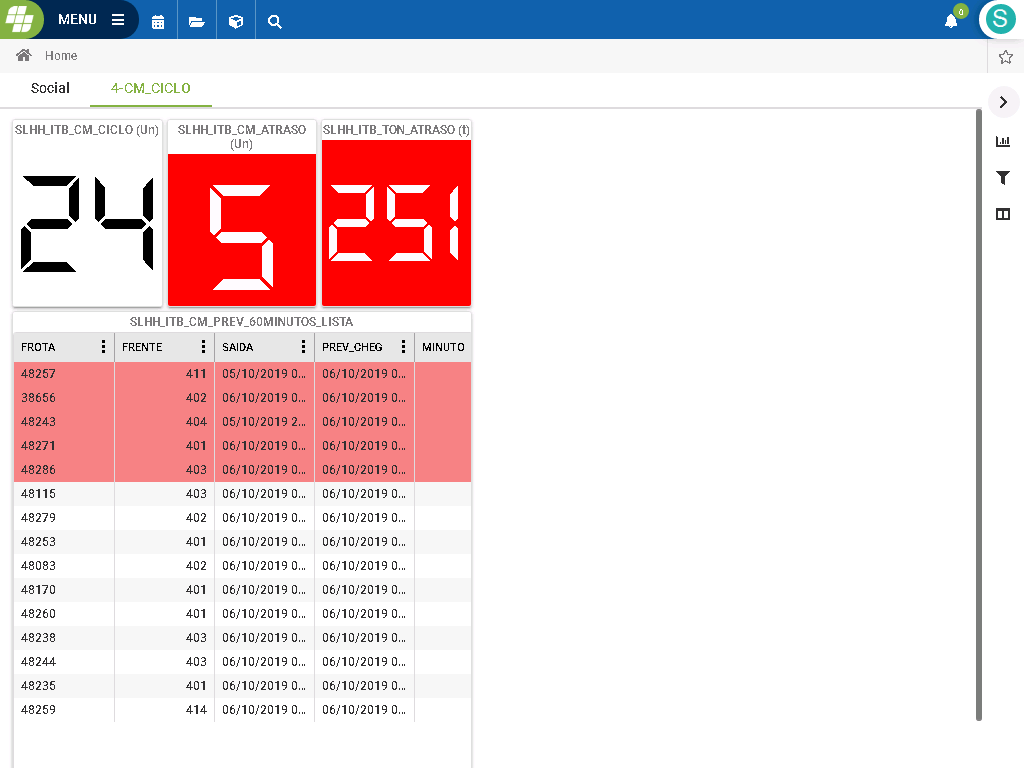 MENU
0
S
Home
Social 4-CM_CICLO
SLHH_ITB_CM_CICLO (Un)
24
SLHH_ITB_CM_ATRASO
(Un)
5
SLHH_ITB_TON_ATRASO (t)
251
SLHH_ITB_CM_PREV_60MINUTOS_LISTA
FROTA FRENTE SAIDA PREV_CHEG MINUTO
48257 411 05/10/2019 0... 06/10/2019 0...
38656 402 06/10/2019 0... 06/10/2019 0...
48243 404 05/10/2019 2... 06/10/2019 0...
48271 401 06/10/2019 0... 06/10/2019 0...
48286 403 06/10/2019 0... 06/10/2019 0...
48115 403 06/10/2019 0... 06/10/2019 0...
48279 402 06/10/2019 0... 06/10/2019 0...
48253 401 06/10/2019 0... 06/10/2019 0...
48083 402 06/10/2019 0... 06/10/2019 0...
48170 401 06/10/2019 0... 06/10/2019 0...
48260 401 06/10/2019 0... 06/10/2019 0...
48238 403 06/10/2019 0... 06/10/2019 0...
48244 403 06/10/2019 0... 06/10/2019 0...
48235 401 06/10/2019 0... 06/10/2019 0...
48259 414 06/10/2019 0... 06/10/2019 0...